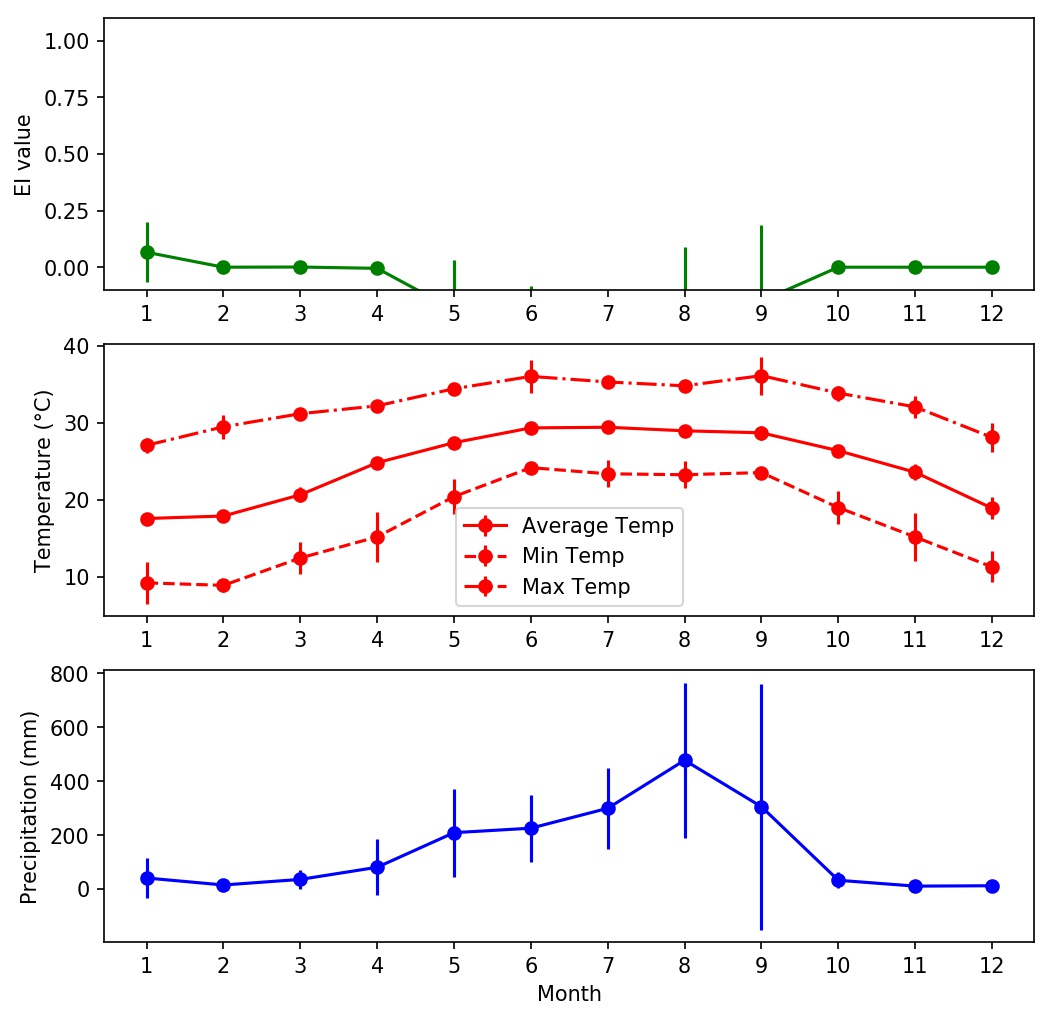 1.00
0.75
0.50
0.25
0.00
EI value
1 2 3 4 5 6 7 8 9 10 11 12
40
30
20
10
Temperature (°C)
Average Temp
Min Temp
Max Temp
1 2 3 4 5 6 7 8 9 10 11 12
800
600
400
200
0
Precipitation (mm)
1 2 3 4 5 6 7 8 9 10 11 12
Month